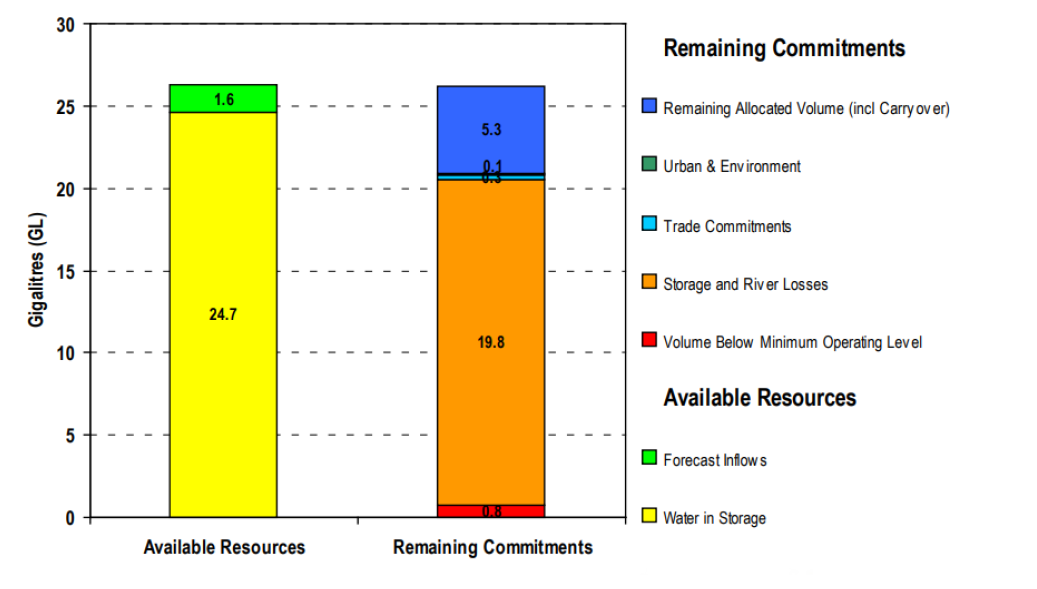 30
25
20
15
10
5
0
Gigalitres (GL)
1.6
24.7
5.3
0.1
0.3
19.8
0.8
Available Resources
Remaining Commitments
Remaining Commitments
Remaining Allocated Volume (incl Carryover)
Urban & Environment
Trade Commitments
Storage and River Losses
Volume Below Minimum Operating Level
Available Resources
Forecast Inflows
Water in Storage